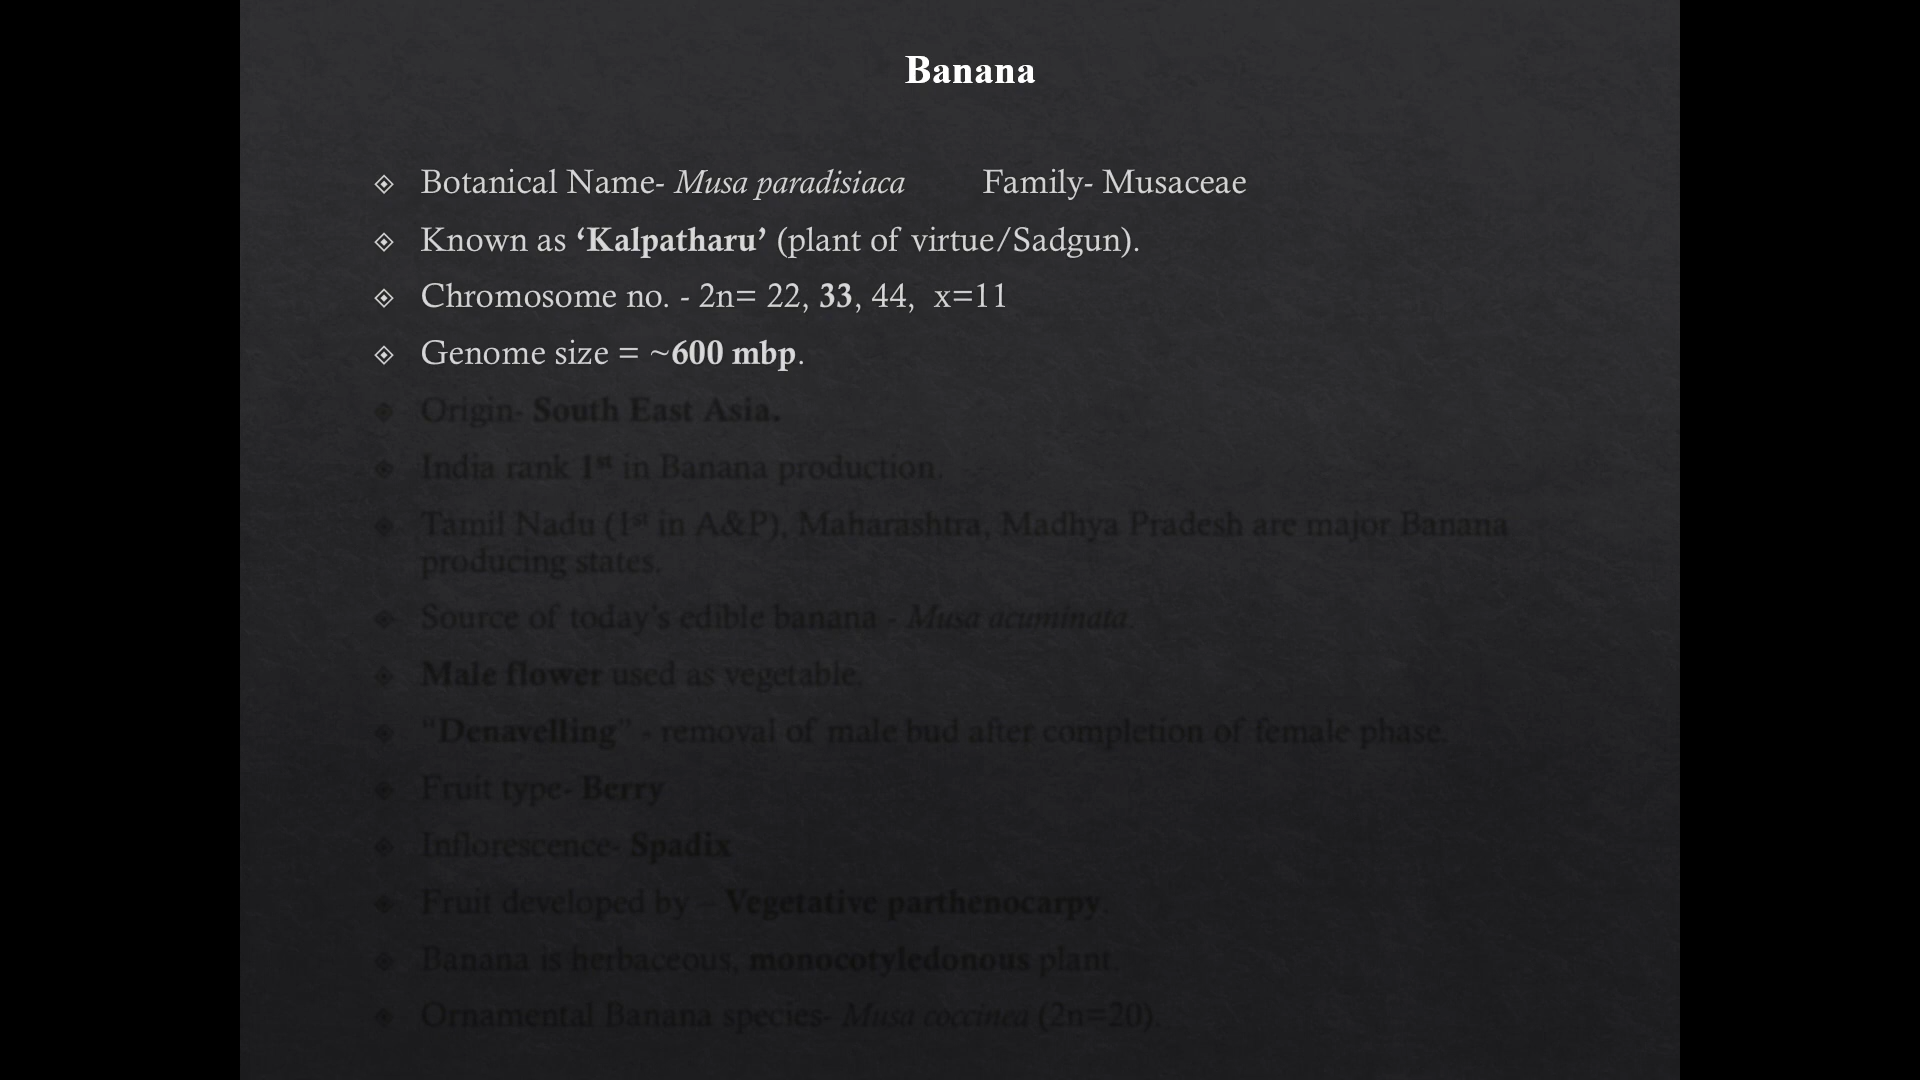 Banana
Botanical Name- Musa paradisiaca Family- Musaceae
Known as ‘Kalpatharu’ (plant of virtue/Sadgun).
Chromosome no. - 2n= 22, 33, 44, x=11
Genome size = ~600 mbp.
Origin- South East Asia.
India rank 1st in Banana production.
Tamil Nadu (1st in A&P), Maharashtra, Madhya Pradesh are major Banana
producing states.
Source of today's edible banana - Musa acuminata.
Male flower used as vegetable.
"Denavelling" - removal of male bud after completion of female phase.
Fruit type- Berry
Inflorescence- Spadix
Fruit developed by – Vegetative parthenocarpy.
Banana is herbaceous, monocotyledonous plant.
Ornamental Banana species- Musa coccinea (2n=20).